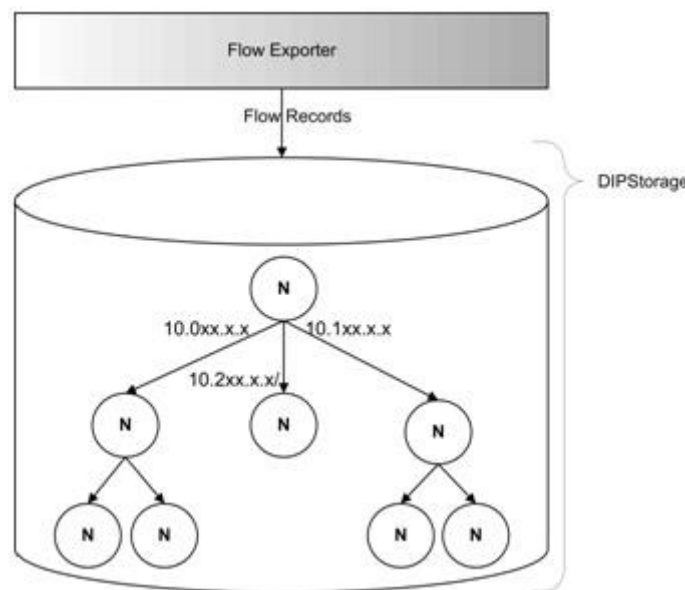 Flow Exporter
Flow Records
DIPStorage
N
10.0xx.x.x
10.1xx.x.x
10.2xx.x.x/
N
N
N
N
N
N
N